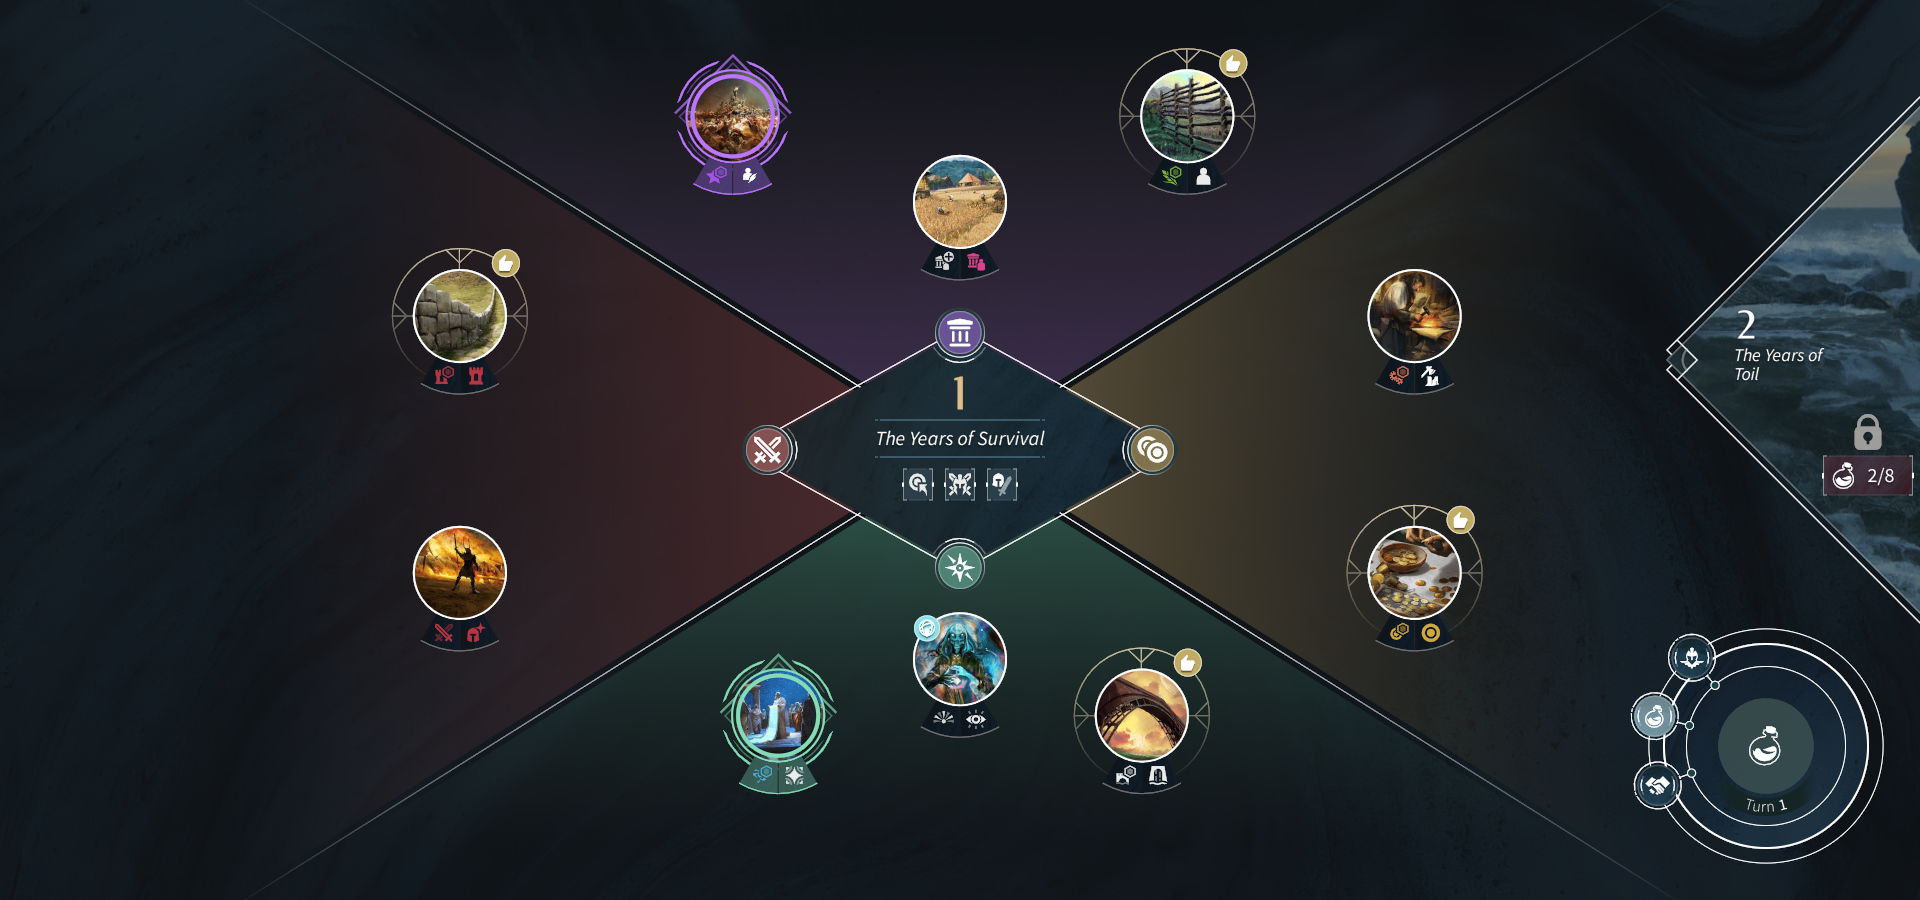 1
The Years of Survival
2
The Years of
Toil
2/8
Turn 1